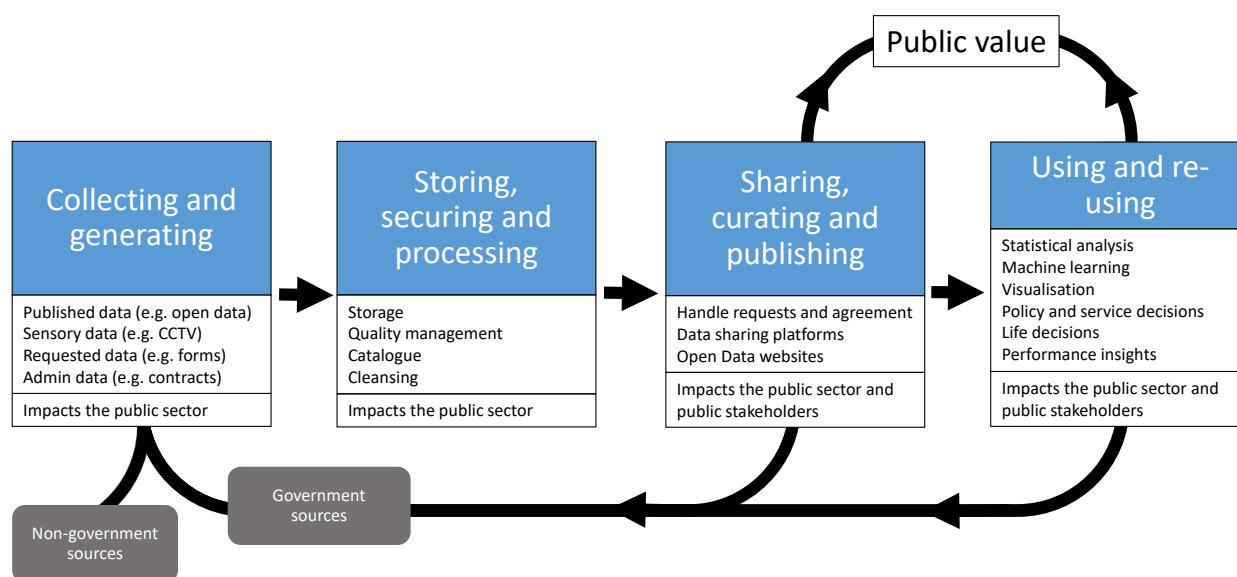 Public value
Collecting and
generating
Published data (e.g. open data)
Sensory data (e.g. CCTV)
Requested data (e.g. forms)
Admin data (e.g. contracts)
Impacts the public sector
Storing,
securing and
processing
Storage
Quality management
Catalogue
Cleansing
Impacts the public sector
Sharing,
curating and
publishing
Handle requests and agreement
Data sharing platforms
Open Data websites
Impacts the public sector and
public stakeholders
Using and re-
using
Statistical analysis
Machine learning
Visualisation
Policy and service decisions
Life decisions
Performance insights
Impacts the public sector and
public stakeholders
Government
sources
Non-government
sources